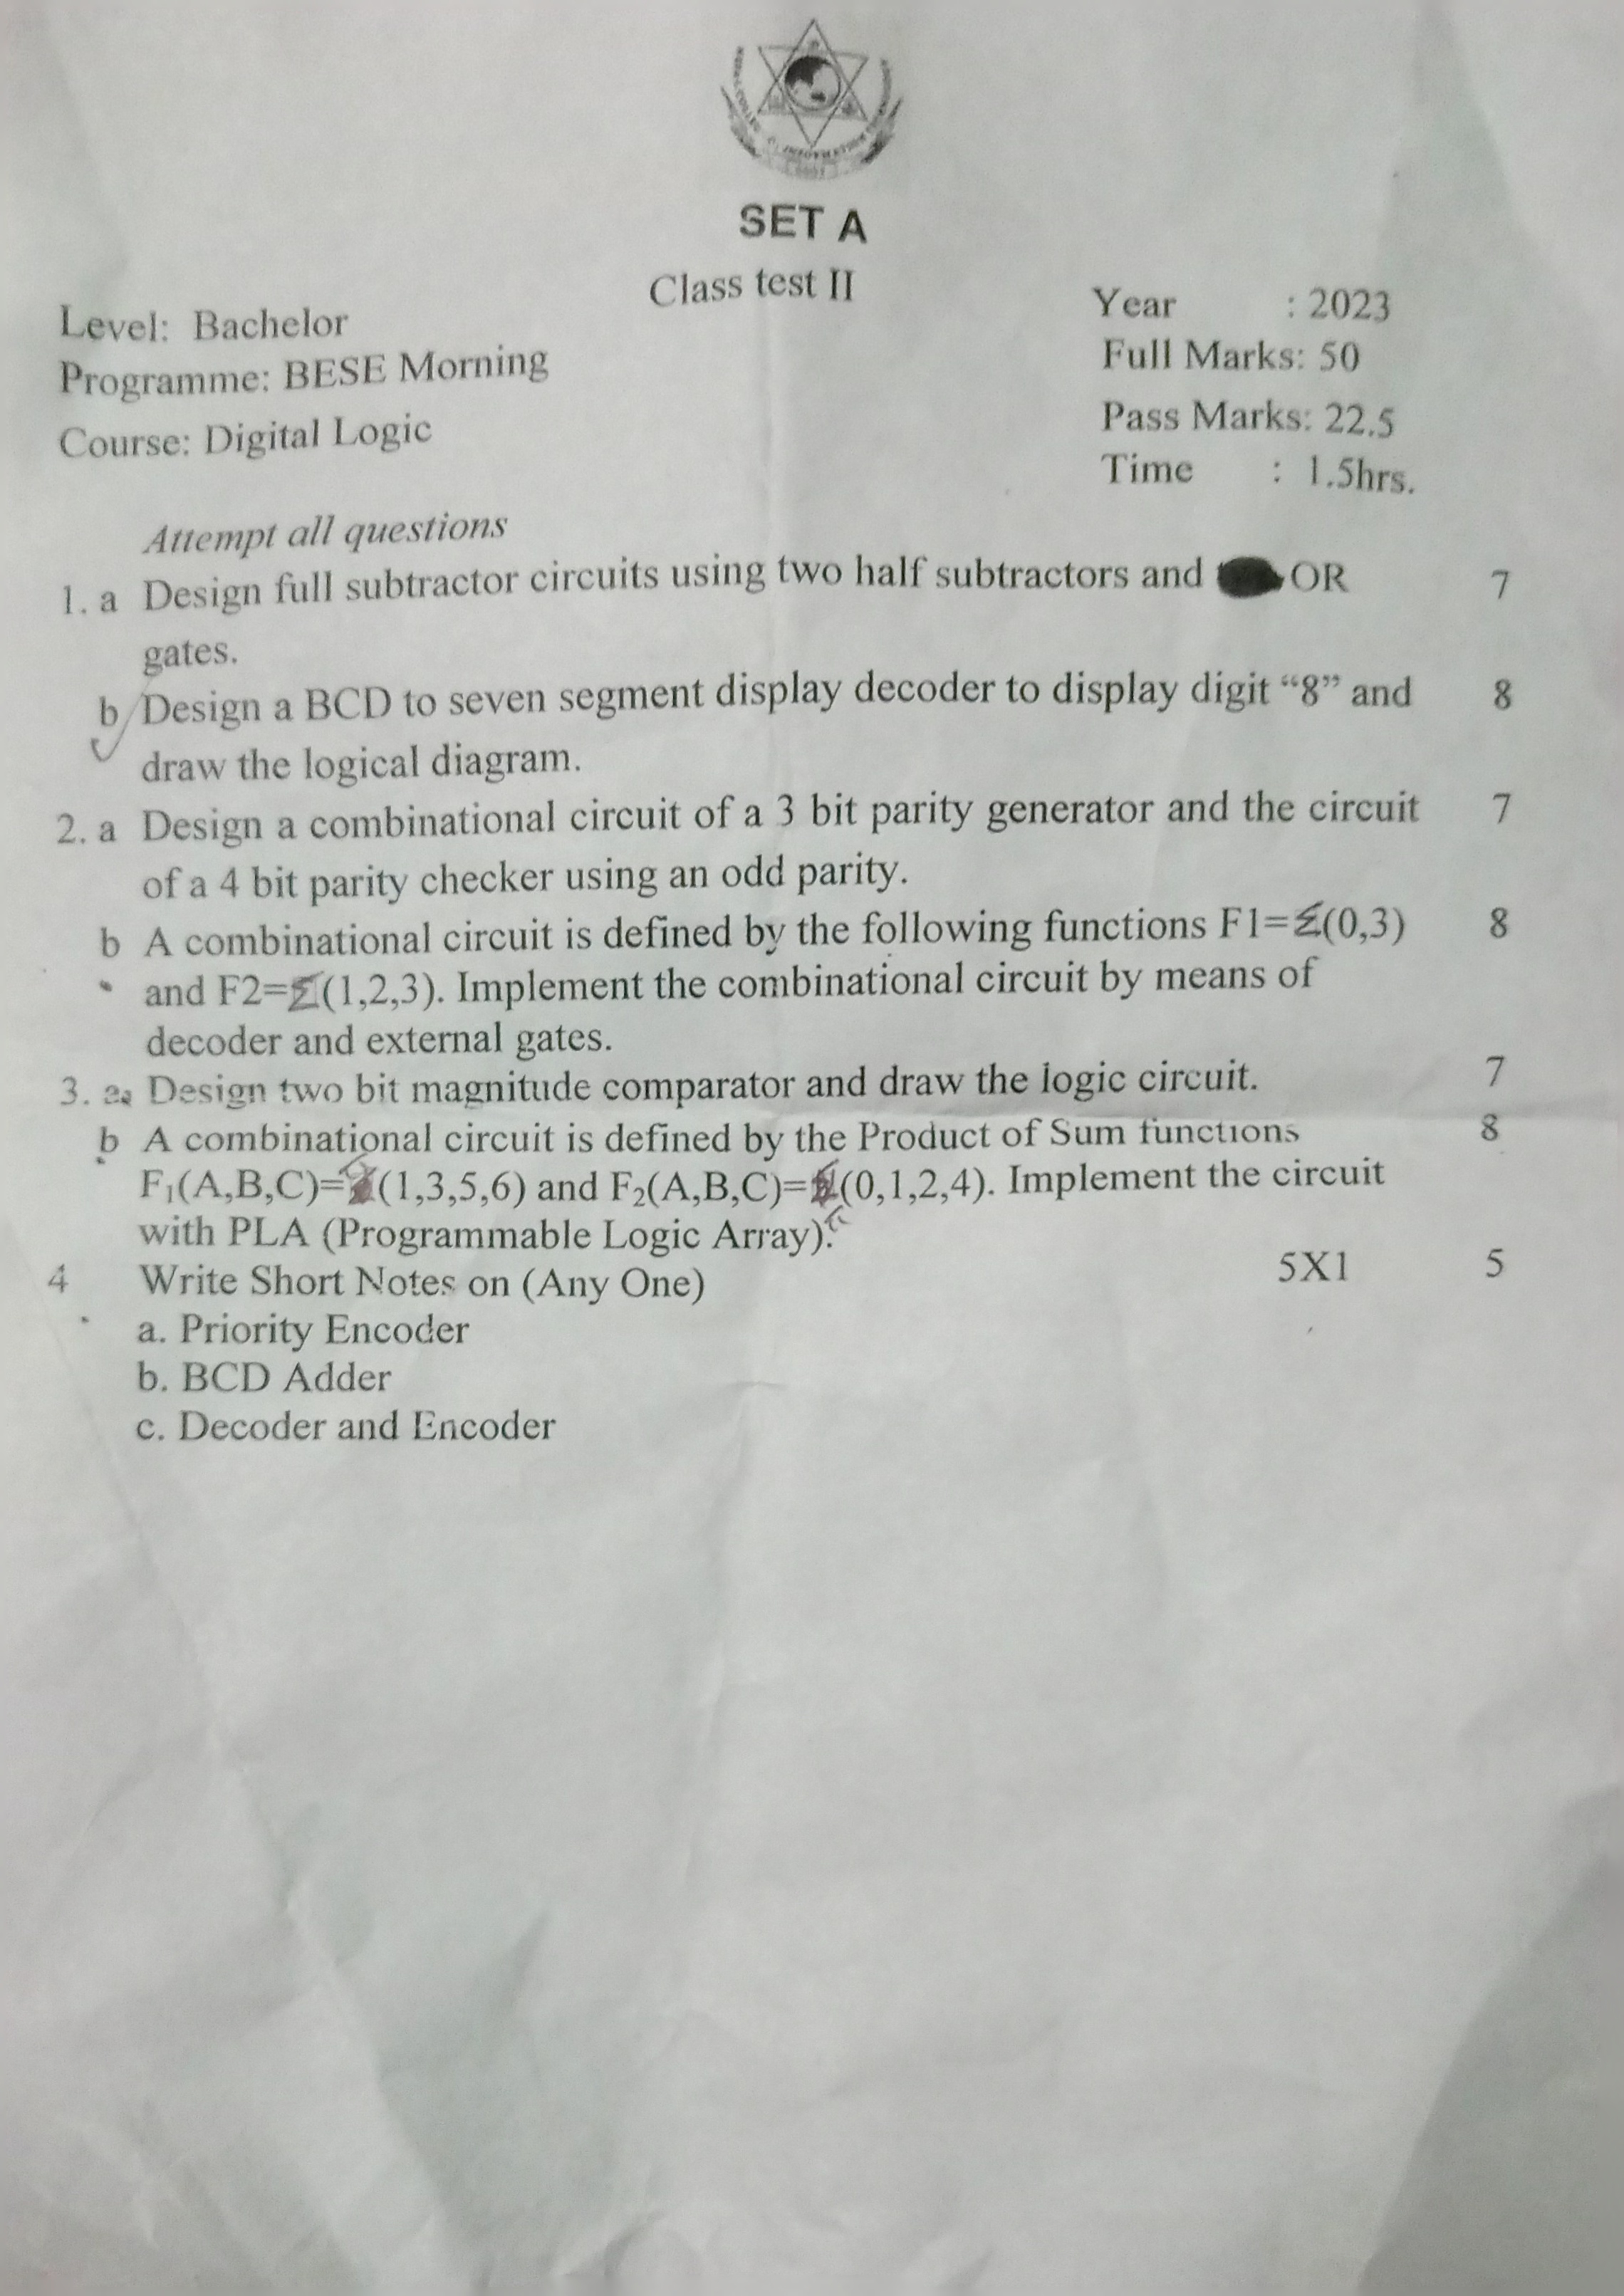 SET A
Class test II
Level: Bachelor
Year : 2023
Programme: BESE Morning
Full Marks: 50
Course: Digital Logic
Pass Marks: 22.5
Time : 1.5hrs.
Attempt all questions
1. a Design full subtractor circuits using two half subtractors and OR 7
gates.
b Design a BCD to seven segment display decoder to display digit “8” and 8
draw the logical diagram.
2. a Design a combinational circuit of a 3 bit parity generator and the circuit 7
of a 4 bit parity checker using an odd parity.
b A combinational circuit is defined by the following functions F1=Σ(0,3) 8
and F2=Σ(1,2,3). Implement the combinational circuit by means of
decoder and external gates.
3. a. Design two bit magnitude comparator and draw the logic circuit. 7
b A combinational circuit is defined by the Product of Sum functions 8
F₁(A,B,C)=(1,3,5,6) and F₂(A,B,C)=(0,1,2,4). Implement the circuit
with PLA (Programmable Logic Array).
4 Write Short Notes on (Any One) 5X1 5
a. Priority Encoder
b. BCD Adder
c. Decoder and Encoder